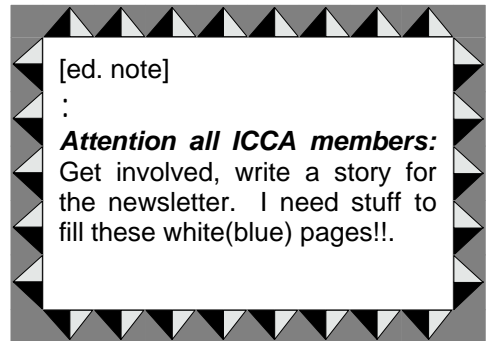 [ed. note]
:
Attention all ICCA members:
Get involved, write a story for
the newsletter. I need stuff to
fill these white(blue) pages!!.